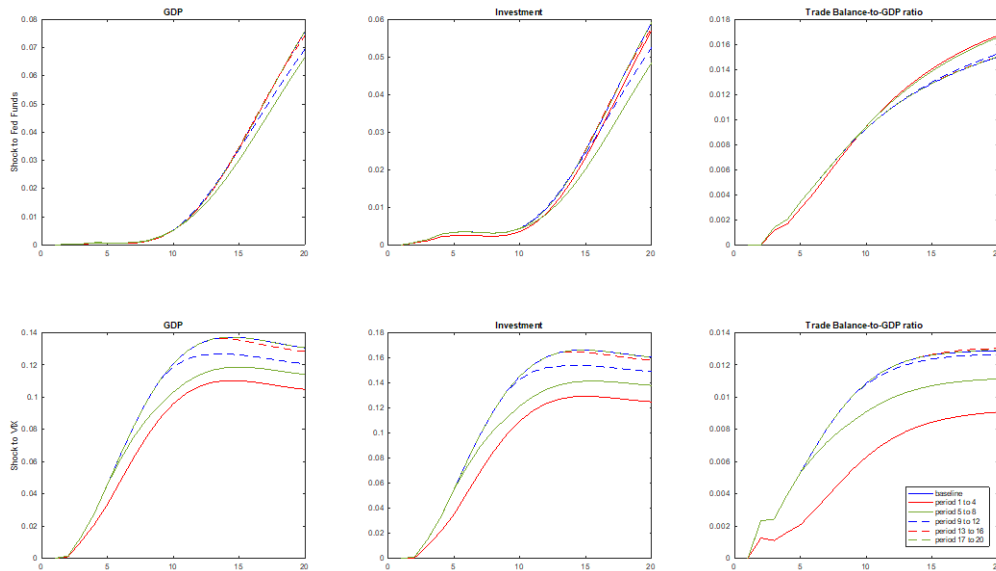 GDP
Investment
Trade Balance-to-GDP ratio
Shock to Fed Funds
0.08
0.07
0.06
0.05
0.04
0.03
0.02
0.01
0
0 5 10 15 20
0.06
0.05
0.04
0.03
0.02
0.01
0
0 5 10 15 20
0.018
0.016
0.014
0.012
0.01
0.008
0.006
0.004
0.002
0
0 5 10 15 20
GDP
Investment
Trade Balance-to-GDP ratio
Shock to VIX
0.14
0.12
0.1
0.08
0.06
0.04
0.02
0
0 5 10 15 20
0.18
0.16
0.14
0.12
0.1
0.08
0.06
0.04
0.02
0
0 5 10 15 20
0.014
0.012
0.01
0.008
0.006
0.004
0.002
0
0 5 10 15 20
baseline
period 1 to 4
period 5 to 8
period 9 to 12
period 13 to 16
period 17 to 20